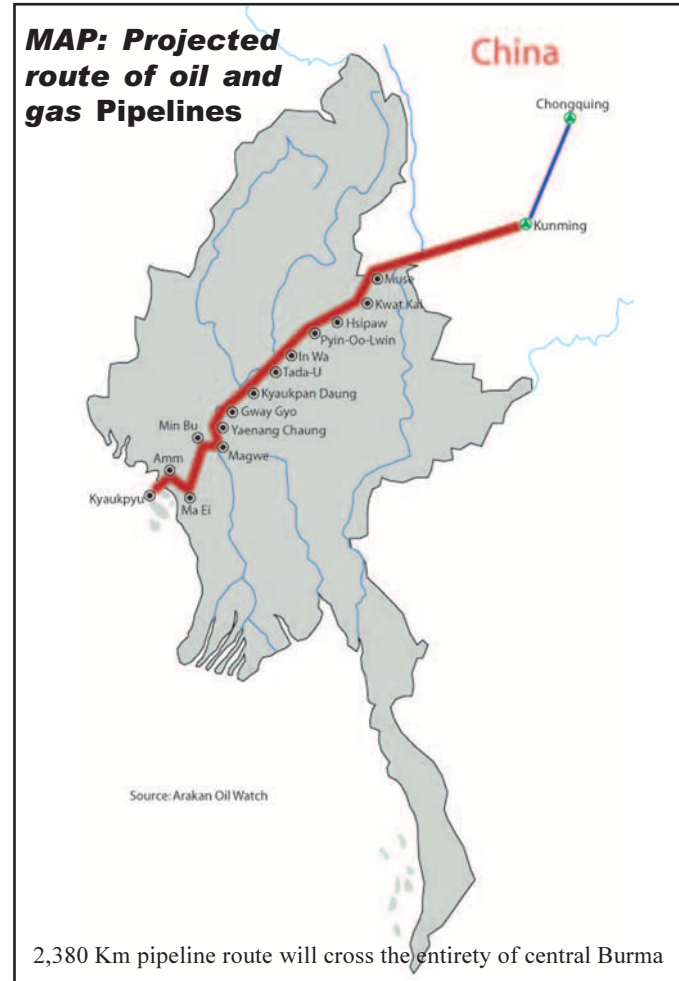 MAP: Projected
route of oil and
gas Pipelines
China
Chongquing
Kunming
Muse
Kwat Kai
Hsipaw
Pyin-Oo-Lwin
In Wa
Tada-U
Kyaukpan Daung
Gway Gyo
Min Bu
Yaenang Chaung
Magwe
Amm
Kyaukpyu
Ma Ei
Source: Arakan Oil Watch
2,380 Km pipeline route will cross the entirety of central Burma